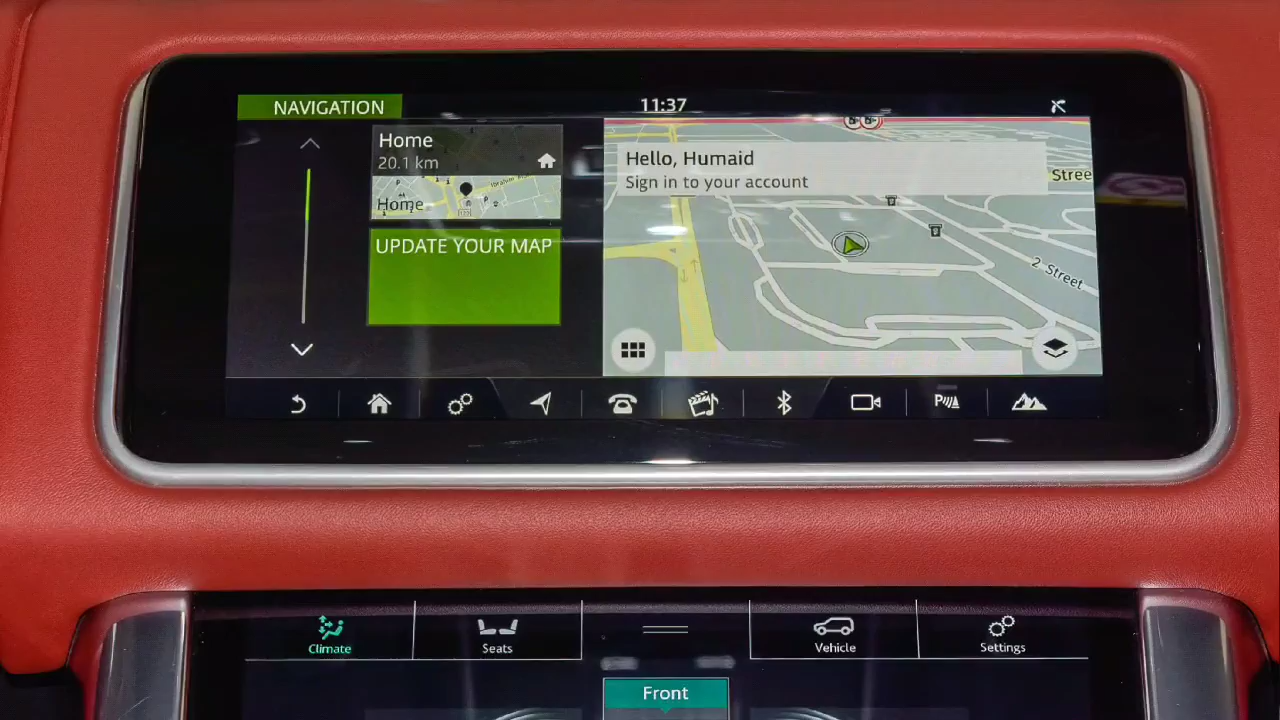 NAVIGATION
11:37
Home
20.1 km
Home
UPDATE YOUR MAP
Hello, Humaid
Sign in to your account
Stree
2 Street
Climate
Seats
Vehicle
Settings
Front